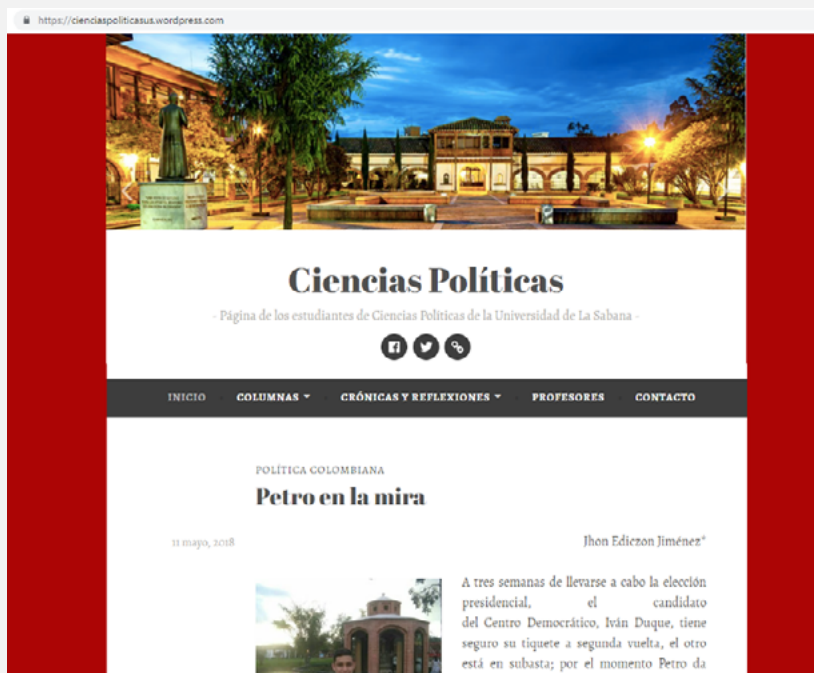 https://cienciaspoliticasus.wordpress.com
Ciencias Políticas
- Página de los estudiantes de Ciencias Políticas de la Universidad de La Sabana -
INICIO COLUMNAS CRÓNICAS Y REFLEXIONES PROFESORES CONTACTO
POLÍTICA COLOMBIANA
Petro en la mira
11 mayo, 2018
Jhon Ediczon Jiménez*
A tres semanas de llevarse a cabo la elección
presidencial, el candidato
del Centro Democrático, Iván Duque, tiene
seguro su tiquete a segunda vuelta, el otro
está en subasta; por el momento Petro da